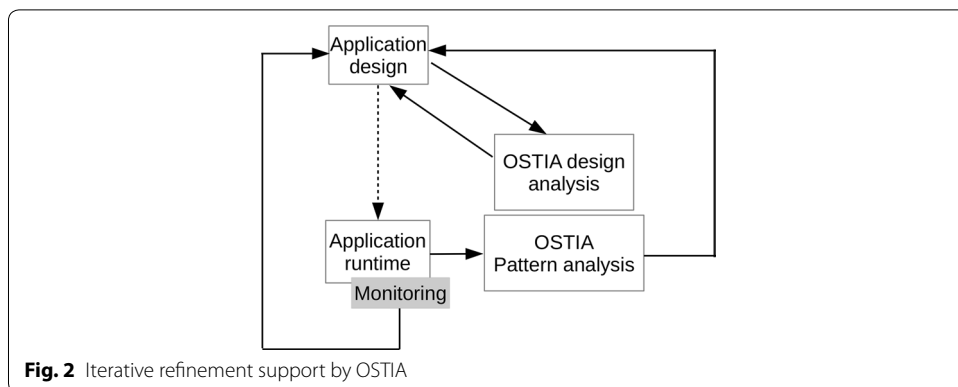 Application
design
OSTIA design
analysis
Application
runtime
OSTIA
Pattern analysis
Monitoring
Fig. 2 Iterative refinement support by OSTIA